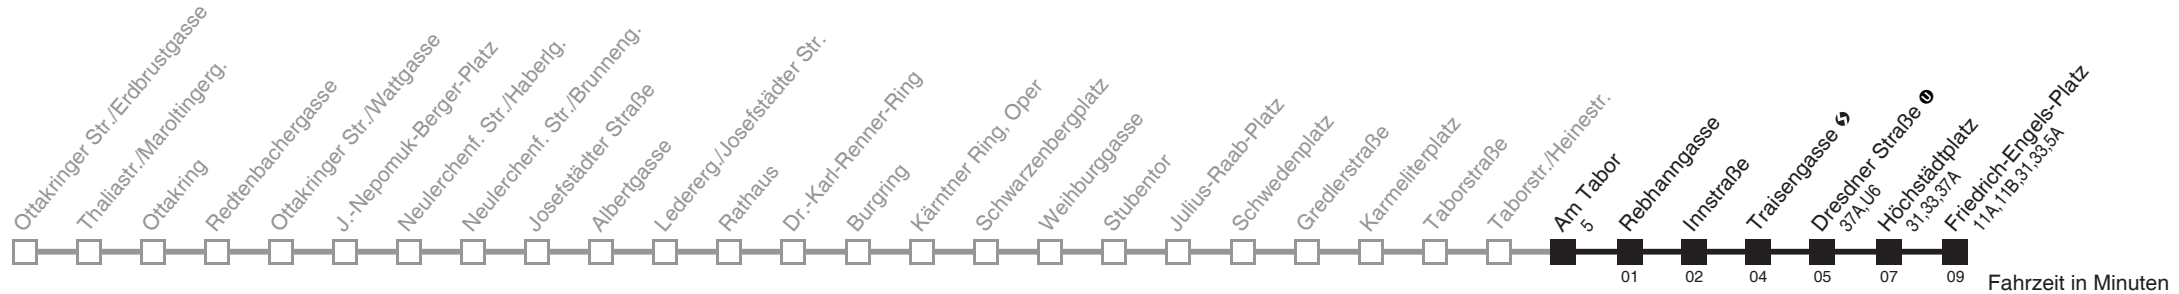 Ottakringer Str./Erdbrustgasse
Thaliastr./Maroltingerg.
Ottakring
Redtenbachergasse
Ottakringer Str./Wattgasse
J.-Nepomuk-Berger-Platz
Neulerchenf. Str./Haberlg.
Neulerchenf. Str./Brunneng.
Josefstädter Straße
Albertgasse
Ledererg./Josefstädter Str.
Rathaus
Dr.-Karl-Renner-Ring
Burgring
Kärntner Ring, Oper
Schwarzenbergplatz
Weihburggasse
Stubentor
Julius-Raab-Platz
Schwedenplatz
Gredlerstraße
Karmeliterplatz
Taborstraße
Taborstr./Heinestr.
Am Tabor
5
Rebhanngasse
Innstraße
Traisengasse S
Dresdner Straße U
37A,U6
Höchstädtplatz
31,33,37A
Friedrich-Engels-Platz
11A,11B,31,33,5A
01 02 04 05 07 09 Fahrzeit in Minuten